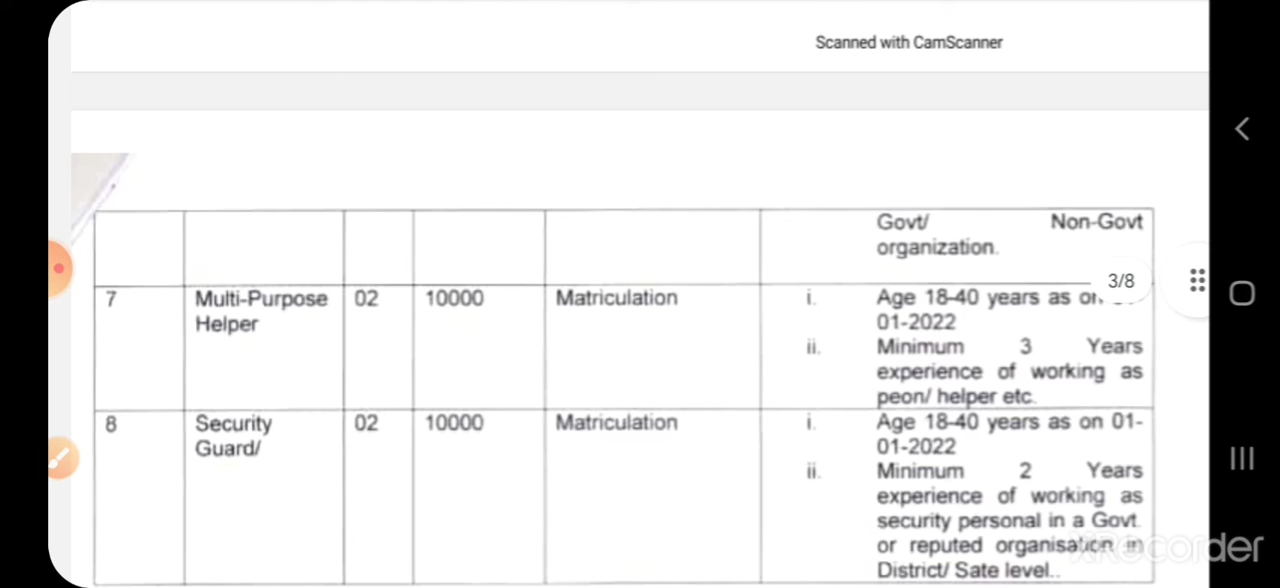 Scanned with CamScanner
Govt/ Non-Govt
organization.
3/8
7 Multi-Purpose 02 10000 Matriculation i. Age 18-40 years as on
Helper 01-2022
ii. Minimum 3 Years
experience of working as
peon/ helper etc.
8 Security 02 10000 Matriculation i. Age 18-40 years as on 01-
Guard/ 01-2022
ii. Minimum 2 Years
experience of working as
security personal in a Govt.
or reputed organisation in
District/ Sate level..
XRecorder